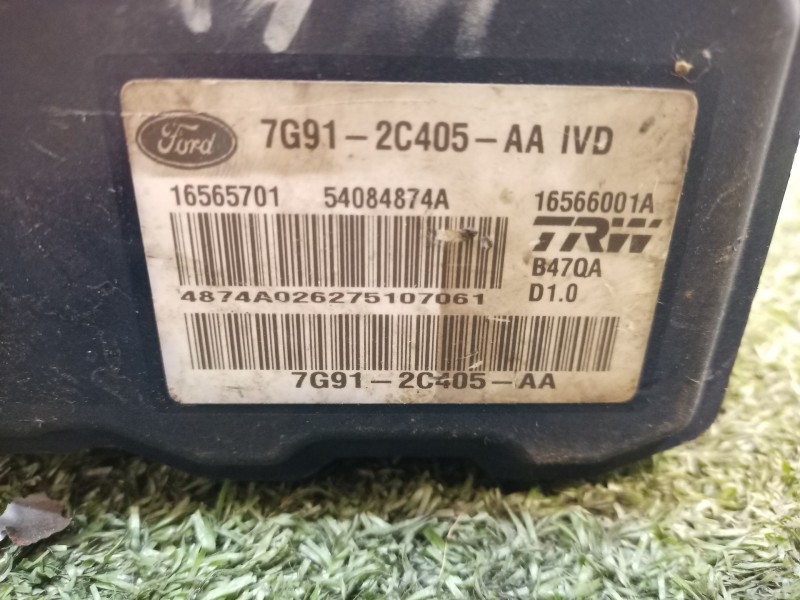 Ford 7G91-2C405-AA IVD
16565701 54084874A 16566001A
TRW
B47QA
4874A026275107061 D1.0
7G91-2C405-AA